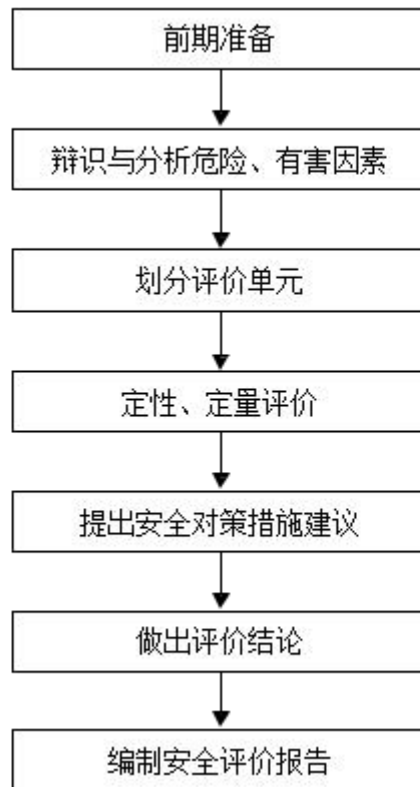 前期准备
辩识与分析危险、有害因素
划分评价单元
定性、定量评价
提出安全对策措施建议
做出评价结论
编制安全评价报告